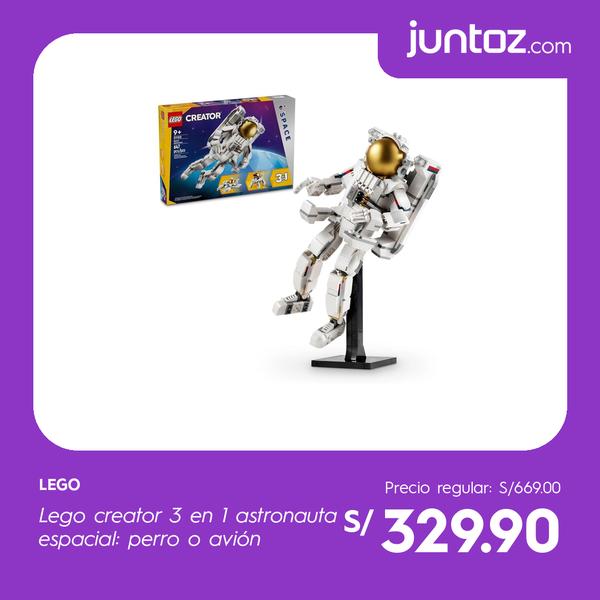 juntoz.com
LEGO CREATOR
SPACE
9+
647
3in1
LEGO
Precio regular: S/669.00
Lego creator 3 en 1 astronauta
espacial: perro o avión
S/ 329.90